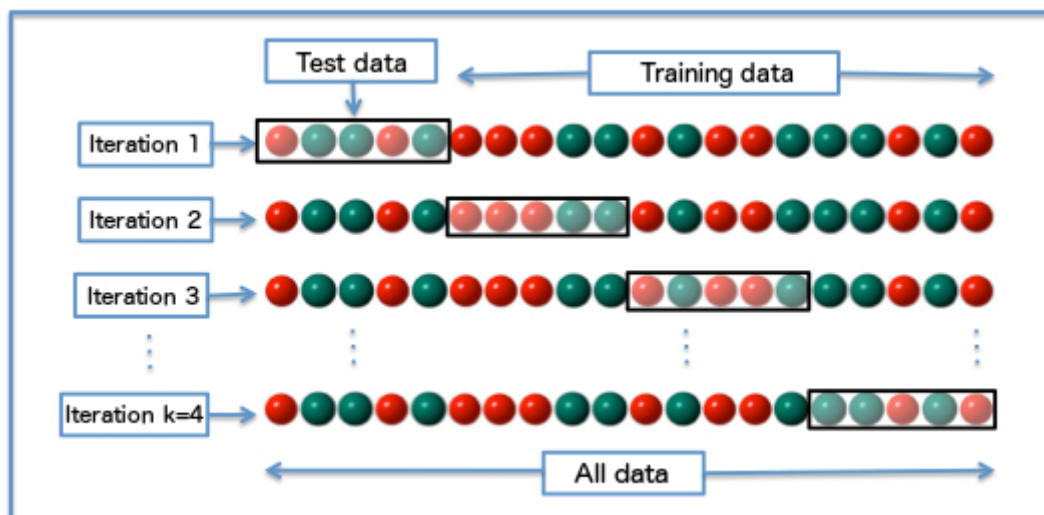 Test data
Training data
Iteration 1
Iteration 2
Iteration 3
Iteration k=4
All data